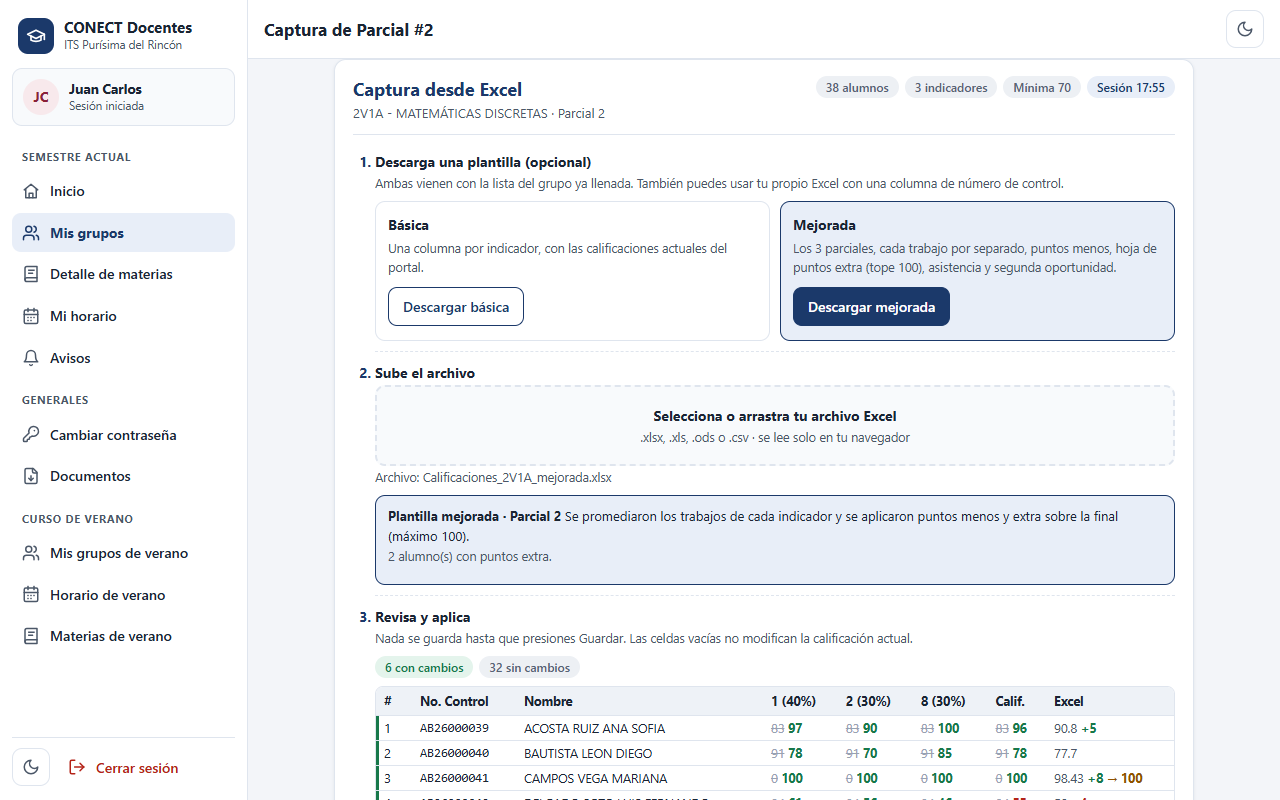 CONECT Docentes
ITS Purísima del Rincón
JC
Juan Carlos
Sesión iniciada
SEMESTRE ACTUAL
Inicio
Mis grupos
Detalle de materias
Mi horario
Avisos
GENERALES
Cambiar contraseña
Documentos
CURSO DE VERANO
Mis grupos de verano
Horario de verano
Materias de verano
Cerrar sesión
Captura de Parcial #2
Captura desde Excel
38 alumnos 3 indicadores Mínima 70 Sesión 17:55
2V1A - MATEMÁTICAS DISCRETAS · Parcial 2
1. Descarga una plantilla (opcional)
Ambas vienen con la lista del grupo ya llenada. También puedes usar tu propio Excel con una columna de número de control.
Básica
Una columna por indicador, con las calificaciones actuales del
portal.
Descargar básica
Mejorada
Los 3 parciales, cada trabajo por separado, puntos menos, hoja de
puntos extra (tope 100), asistencia y segunda oportunidad.
Descargar mejorada
2. Sube el archivo
Selecciona o arrastra tu archivo Excel
.xlsx, .xls, .ods o .csv · se lee solo en tu navegador
Archivo: Calificaciones_2V1A_mejorada.xlsx
Plantilla mejorada · Parcial 2 Se promediaron los trabajos de cada indicador y se aplicaron puntos menos y extra sobre la final
(máximo 100).
2 alumno(s) con puntos extra.
3. Revisa y aplica
Nada se guarda hasta que presiones Guardar. Las celdas vacías no modifican la calificación actual.
6 con cambios 32 sin cambios
# No. Control Nombre 1 (40%) 2 (30%) 8 (30%) Calif. Excel
1 AB26000039 ACOSTA RUIZ ANA SOFIA 83 97 83 90 83 100 83 96 90.8 +5
2 AB26000040 BAUTISTA LEON DIEGO 91 78 91 70 91 85 91 78 77.7
3 AB26000041 CAMPOS VEGA MARIANA 0 100 0 100 0 100 0 100 98.43 +8 → 100